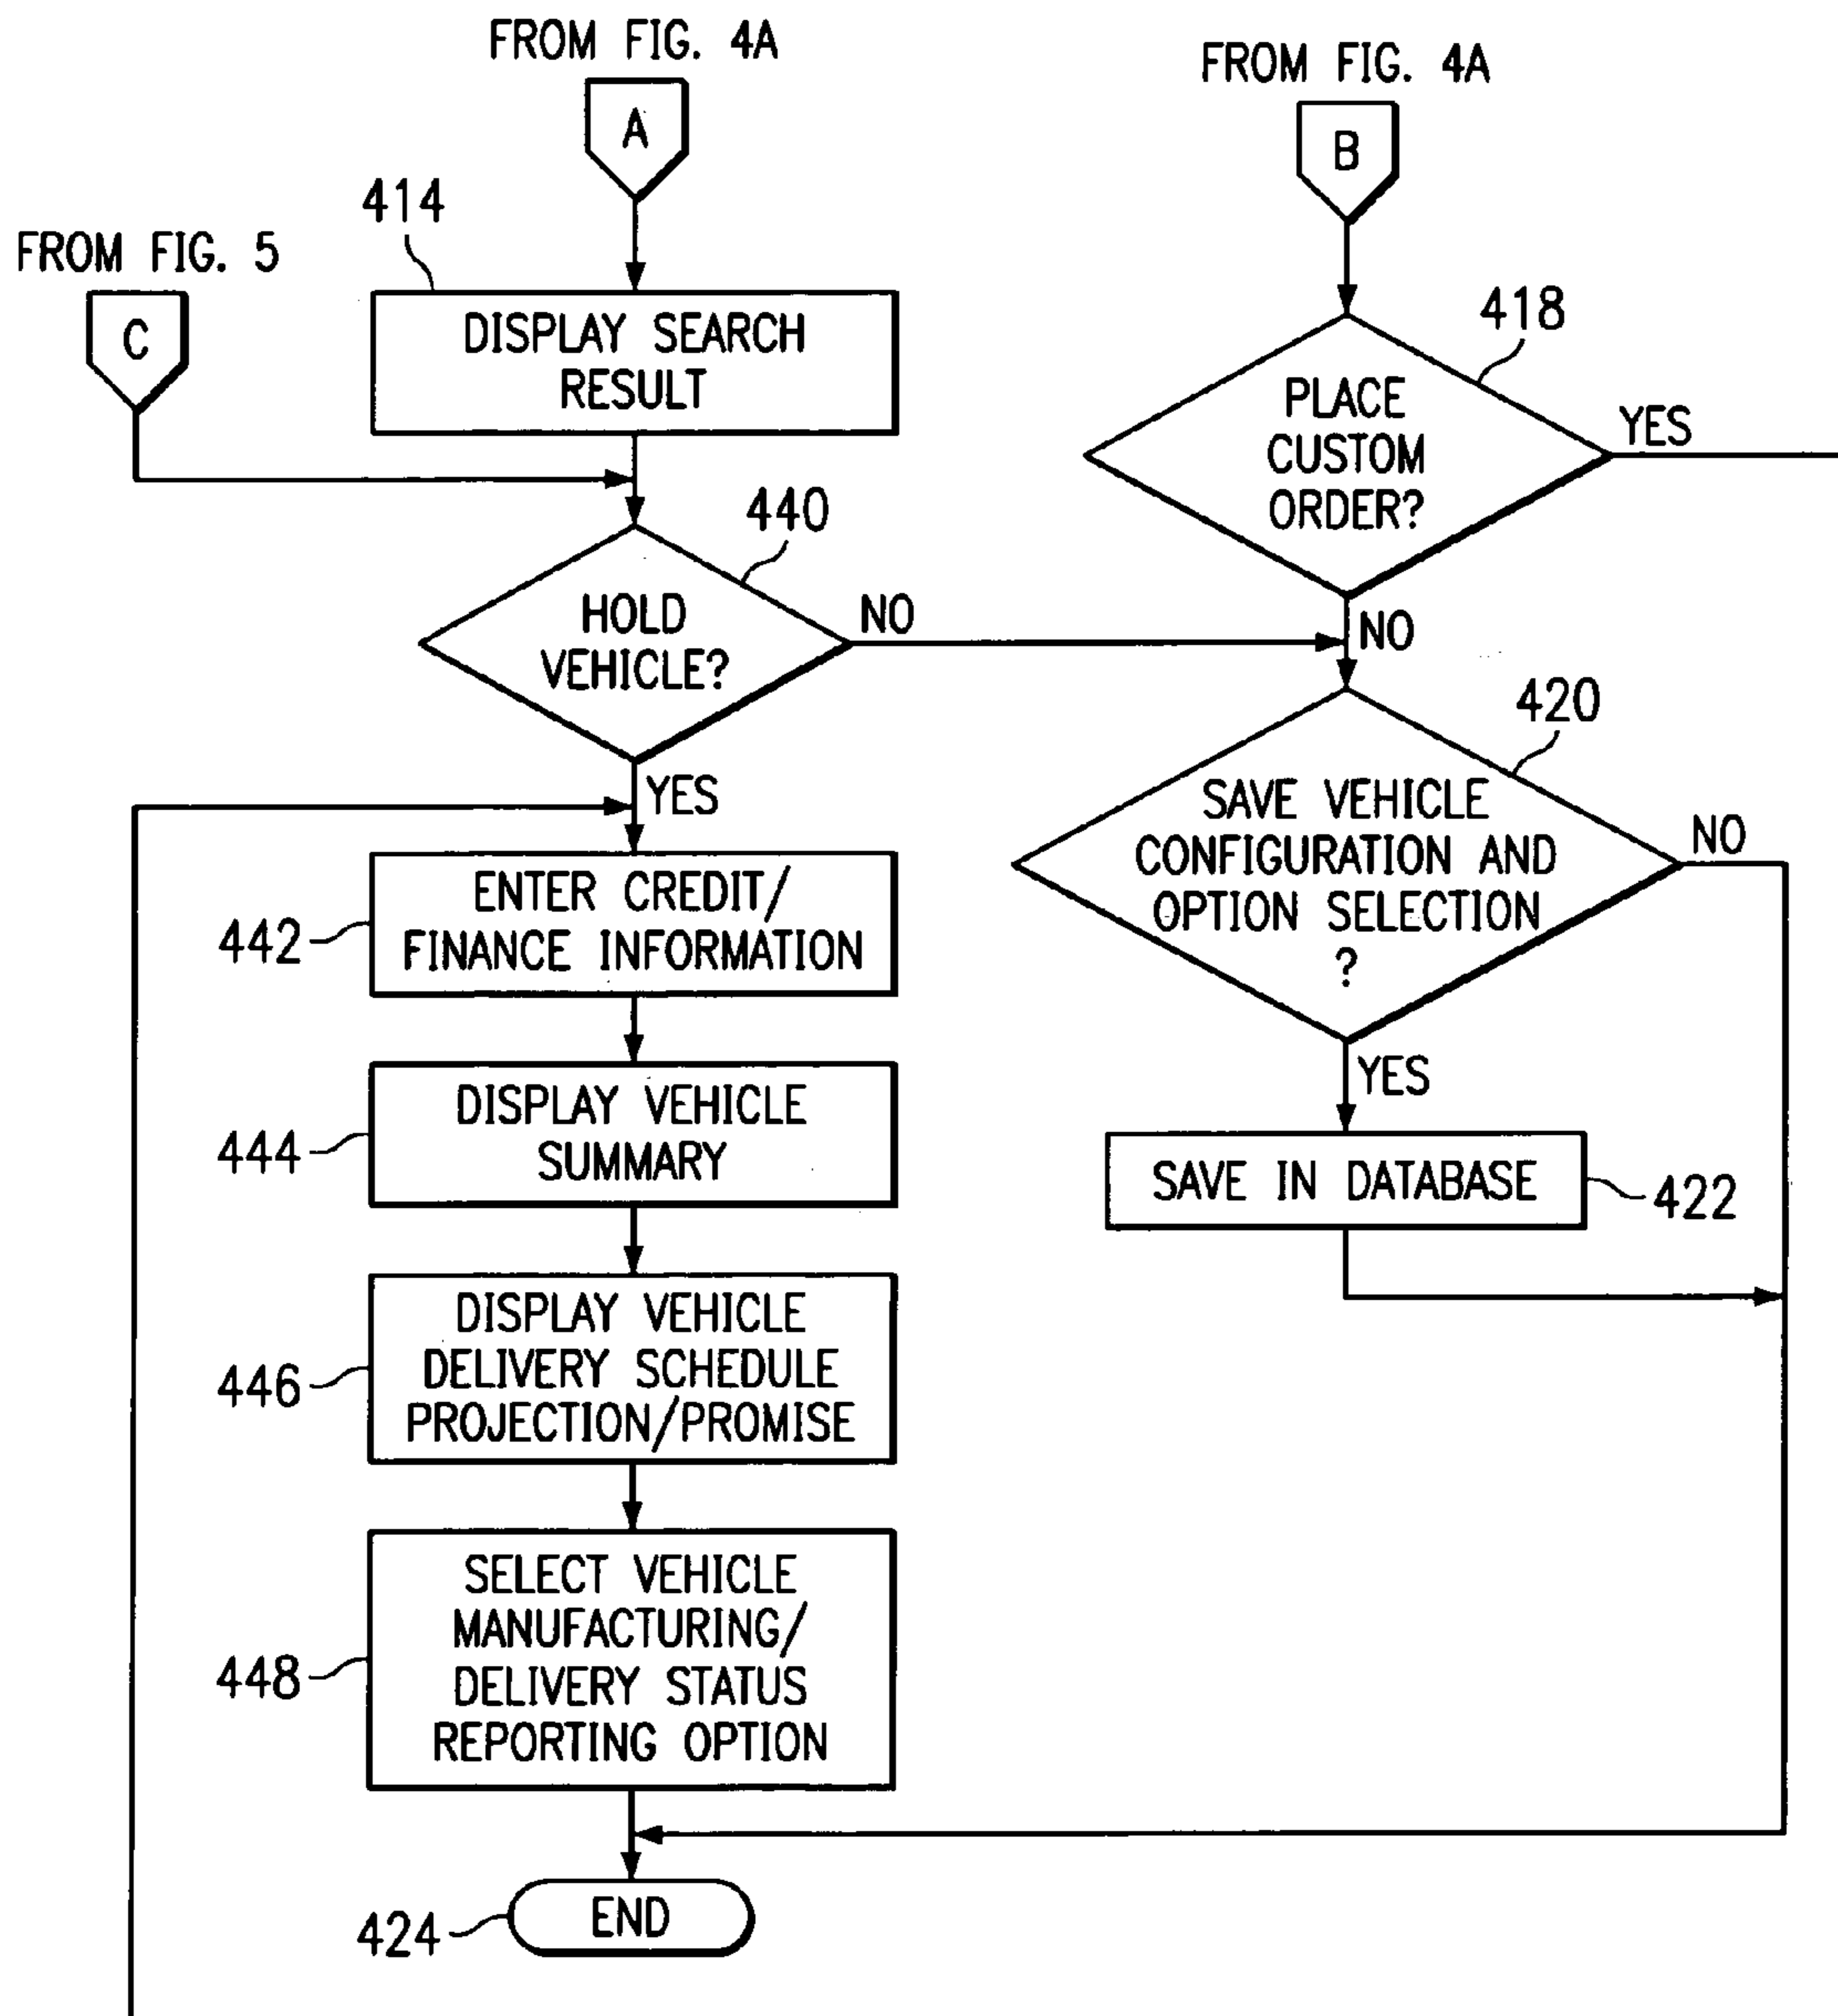 FROM FIG. 4A
A
FROM FIG. 4A
B
FROM FIG. 5
C
414
DISPLAY SEARCH
RESULT
418
PLACE
CUSTOM
ORDER?
YES
NO
440
HOLD
VEHICLE?
NO
YES
420
SAVE VEHICLE
CONFIGURATION AND
OPTION SELECTION
?
NO
YES
442
ENTER CREDIT/
FINANCE INFORMATION
444
DISPLAY VEHICLE
SUMMARY
SAVE IN DATABASE
422
446
DISPLAY VEHICLE
DELIVERY SCHEDULE
PROJECTION/PROMISE
448
SELECT VEHICLE
MANUFACTURING/
DELIVERY STATUS
REPORTING OPTION
424
END